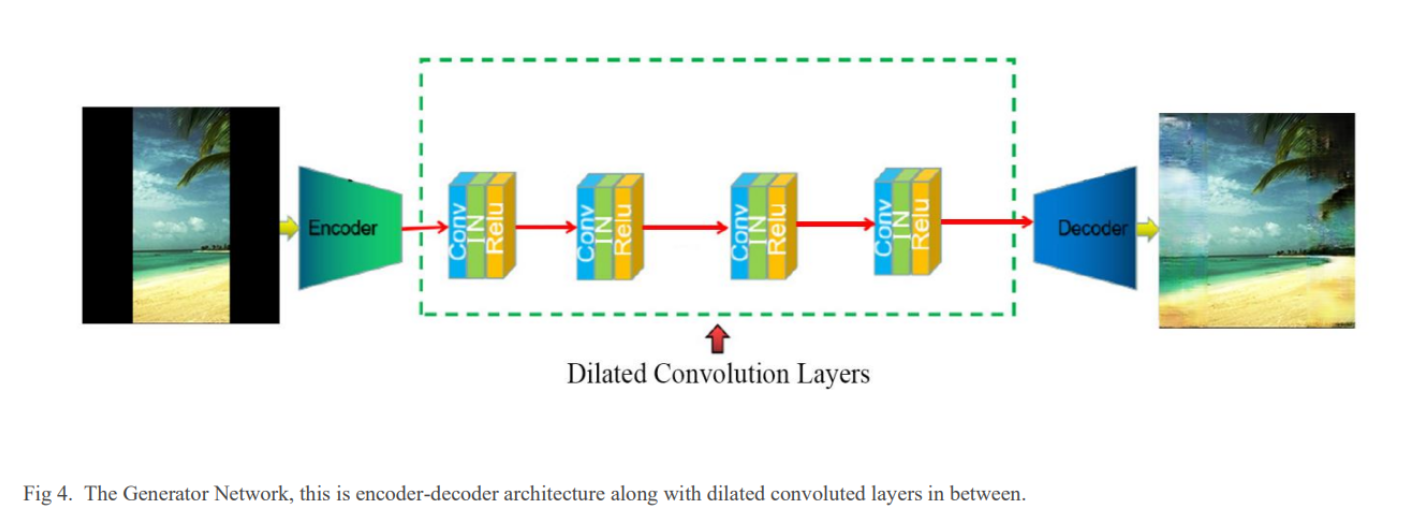 Encoder
Conv
IN
Relu
Conv
IN
Relu
Conv
IN
Relu
Conv
IN
Relu
Decoder
Dilated Convolution Layers
Fig 4. The Generator Network, this is encoder-decoder architecture along with dilated convoluted layers in between.